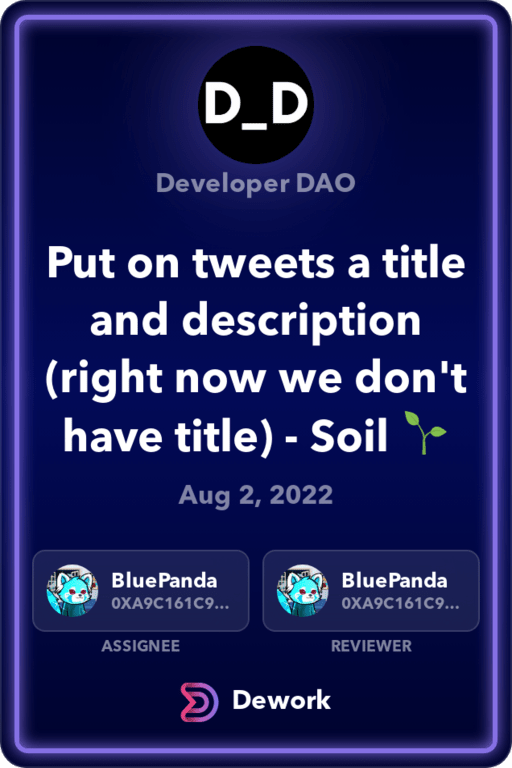 D_D
Developer DAO
Put on tweets a title
and description
(right now we don't
have title) - Soil 🌱
Aug 2, 2022
BluePanda
0XA9C161C9...
ASSIGNEE
BluePanda
0XA9C161C9...
REVIEWER
Dework